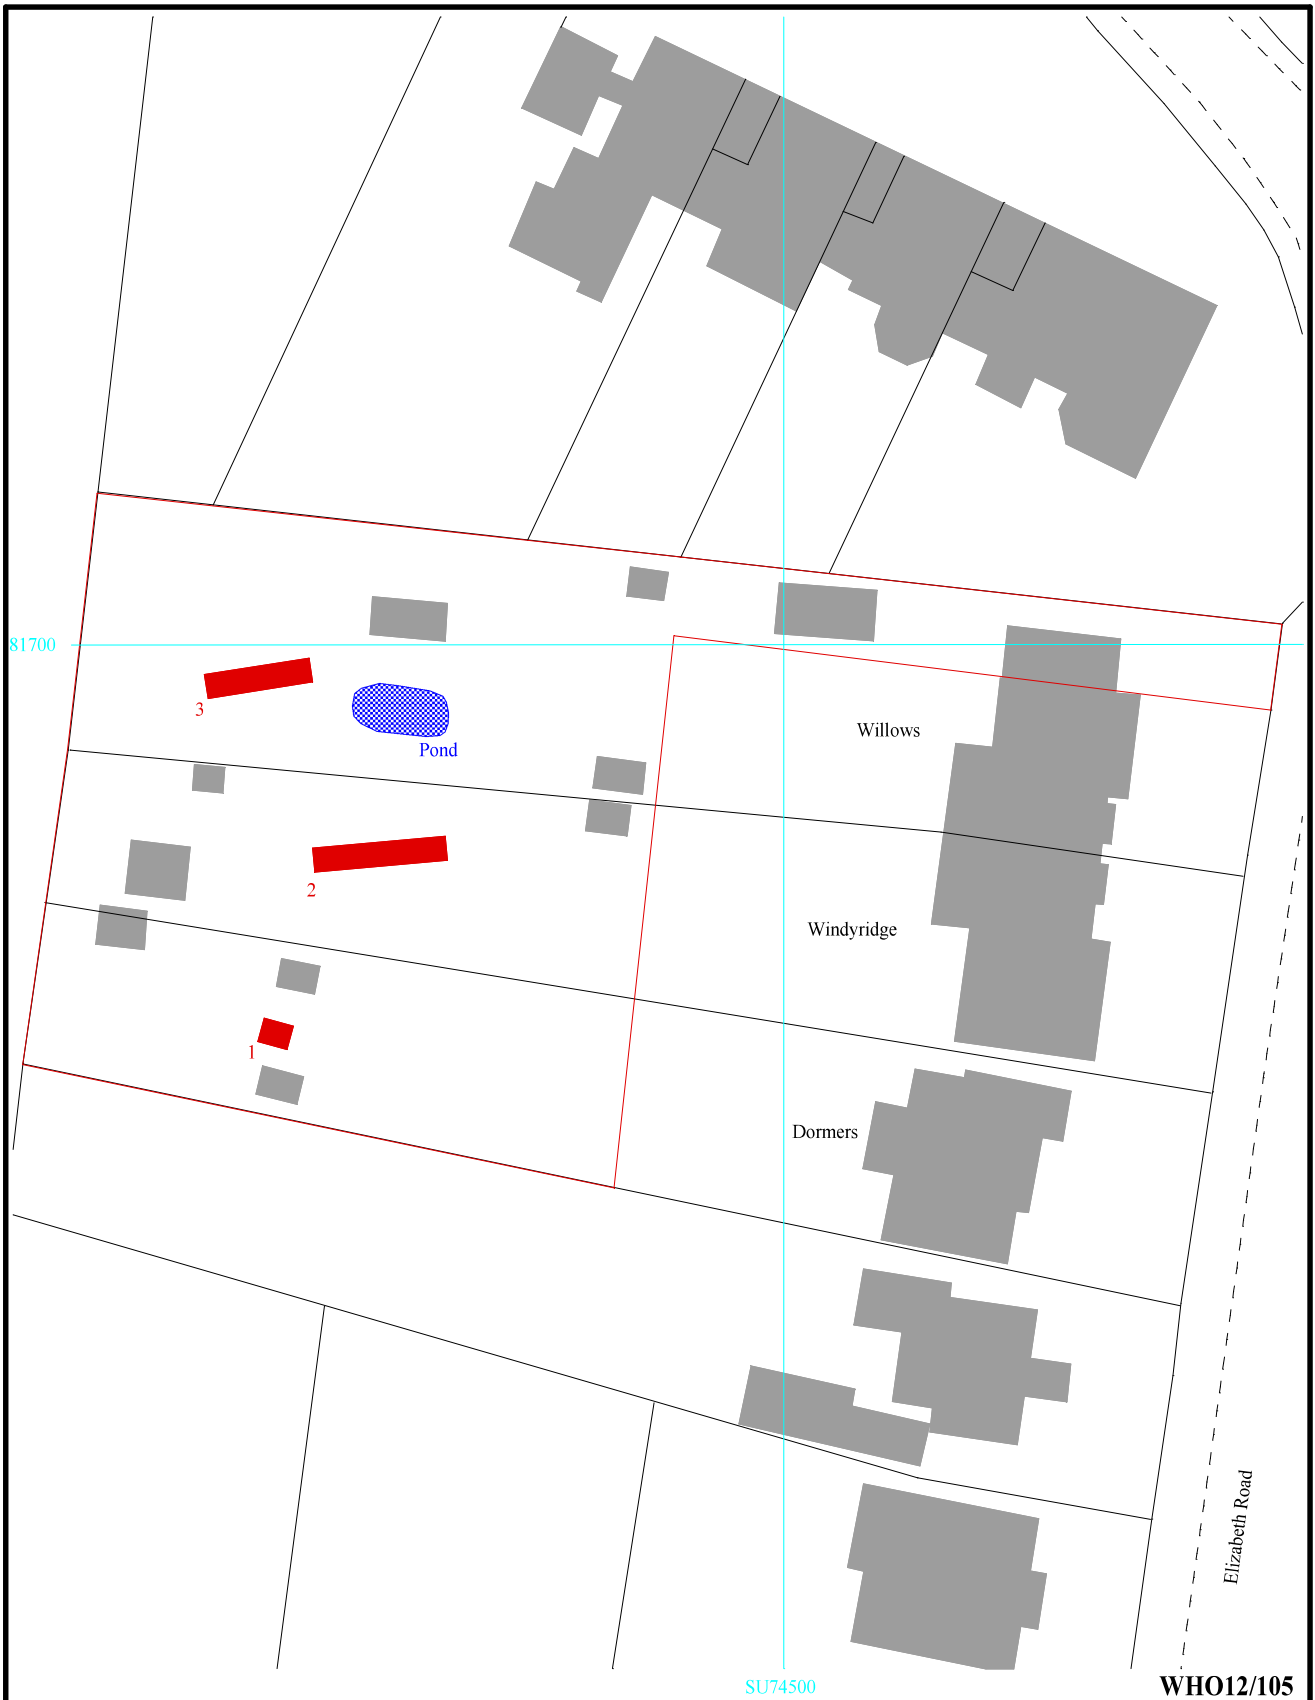 81700
3
Pond
Willows
2
Windyridge
1
Dormers
Elizabeth Road
SU74500
WHO12/105